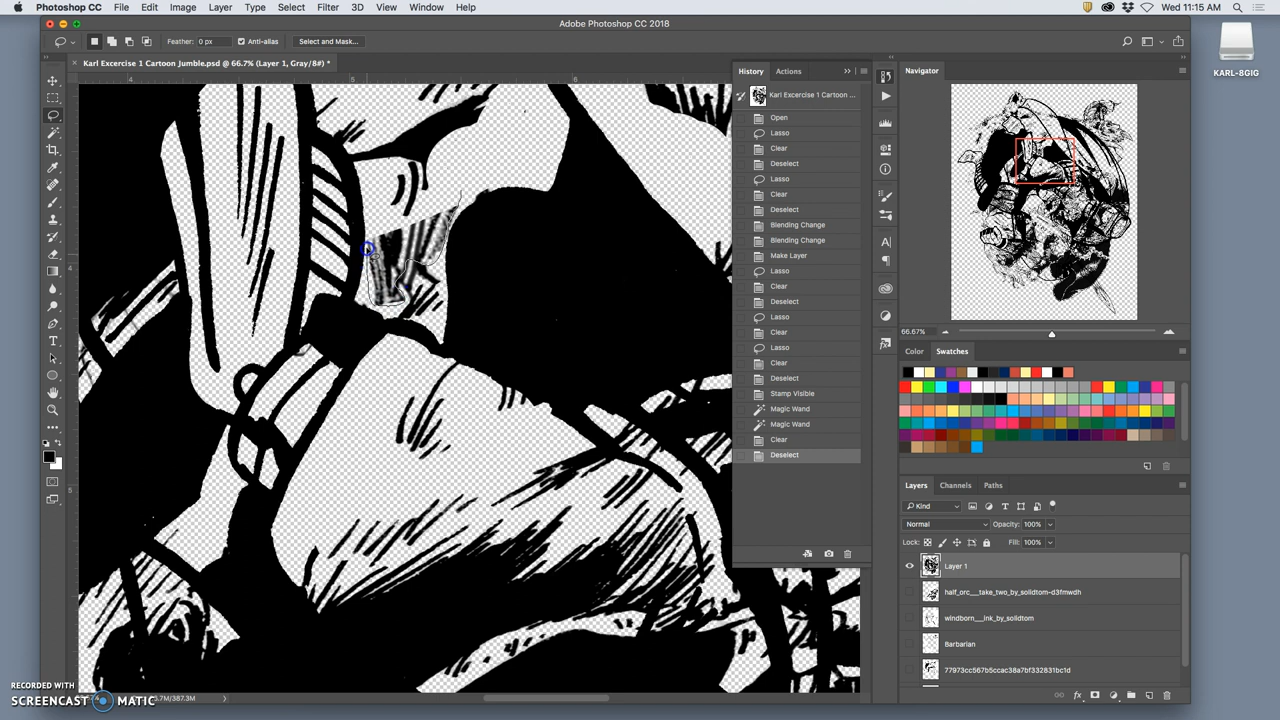 Photoshop CC File Edit Image Layer Type Select Filter 3D View Window Help
Wed 11:15 AM
Adobe Photoshop CC 2018
Feather: 0 px Anti-alias Select and Mask...
Karl Excercise 1 Cartoon Jumble.psd @ 66.7% (Layer 1, Gray/8#) *
4 5 6
4
5
History Actions
Karl Excercise 1 Cartoon ...
Open
Lasso
Clear
Deselect
Lasso
Clear
Deselect
Blending Change
Blending Change
Make Layer
Lasso
Clear
Deselect
Lasso
Clear
Lasso
Clear
Deselect
Stamp Visible
Magic Wand
Magic Wand
Clear
Deselect
Navigator
66.67%
Color Swatches
Layers Channels Paths
Kind
Normal Opacity: 100%
Lock: Fill: 100%
Layer 1
half_orc__take_two_by_solidtom-d3fmwdh
windborn__ink_by_solidtom
Barbarian
77973cc567b5ccac38a7bf332831bc1d
KARL-8GIG
RECORDED WITH
SCREENCAST MATIC